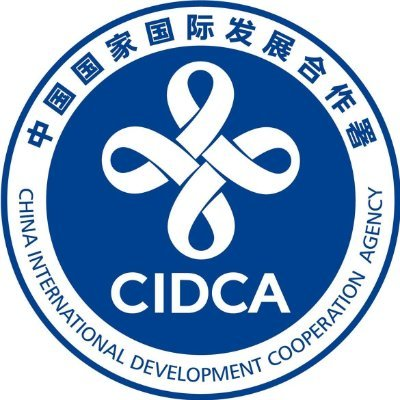 中国国家国际发展合作署
CIDCA
CHINA INTERNATIONAL DEVELOPMENT COOPERATION AGENCY